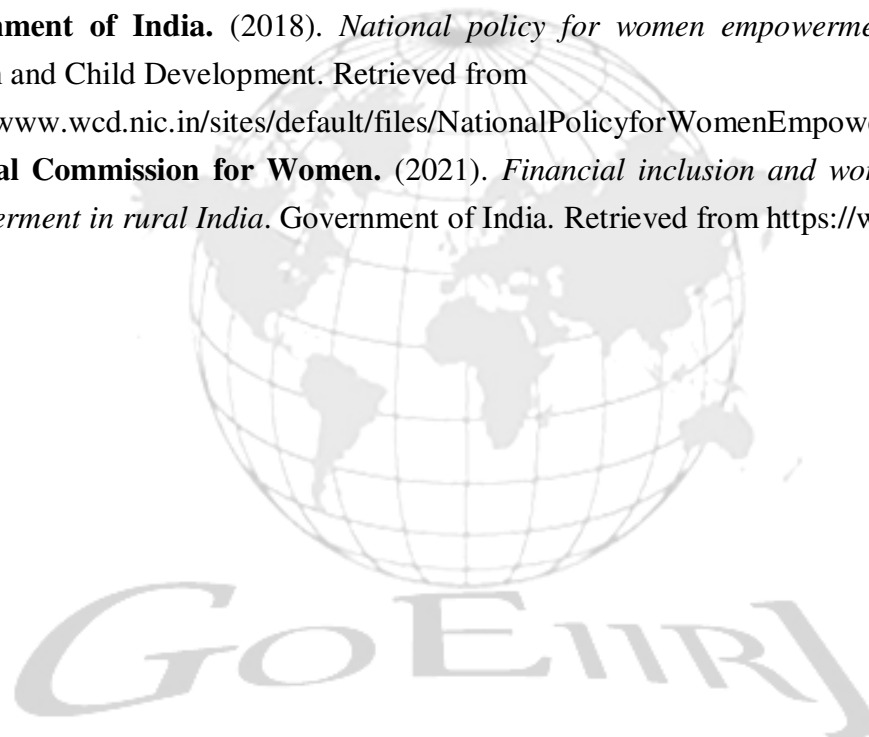 nment of India. (2018). National policy for women empowerme
n and Child Development. Retrieved from
www.wcd.nic.in/sites/default/files/NationalPolicyforWomenEmpow
al Commission for Women. (2021). Financial inclusion and wo
erment in rural India. Government of India. Retrieved from https://w
GOEIIRJ